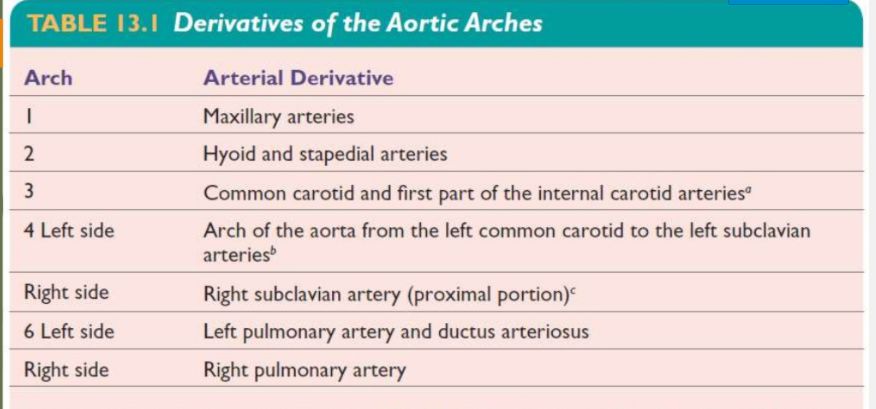 TABLE 13.1 Derivatives of the Aortic Arches
Arch Arterial Derivative
1 Maxillary arteries
2 Hyoid and stapedial arteries
3 Common carotid and first part of the internal carotid arteriesᵃ
4 Left side Arch of the aorta from the left common carotid to the left subclavian
arteriesᵇ
Right side Right subclavian artery (proximal portion)ᶜ
6 Left side Left pulmonary artery and ductus arteriosus
Right side Right pulmonary artery